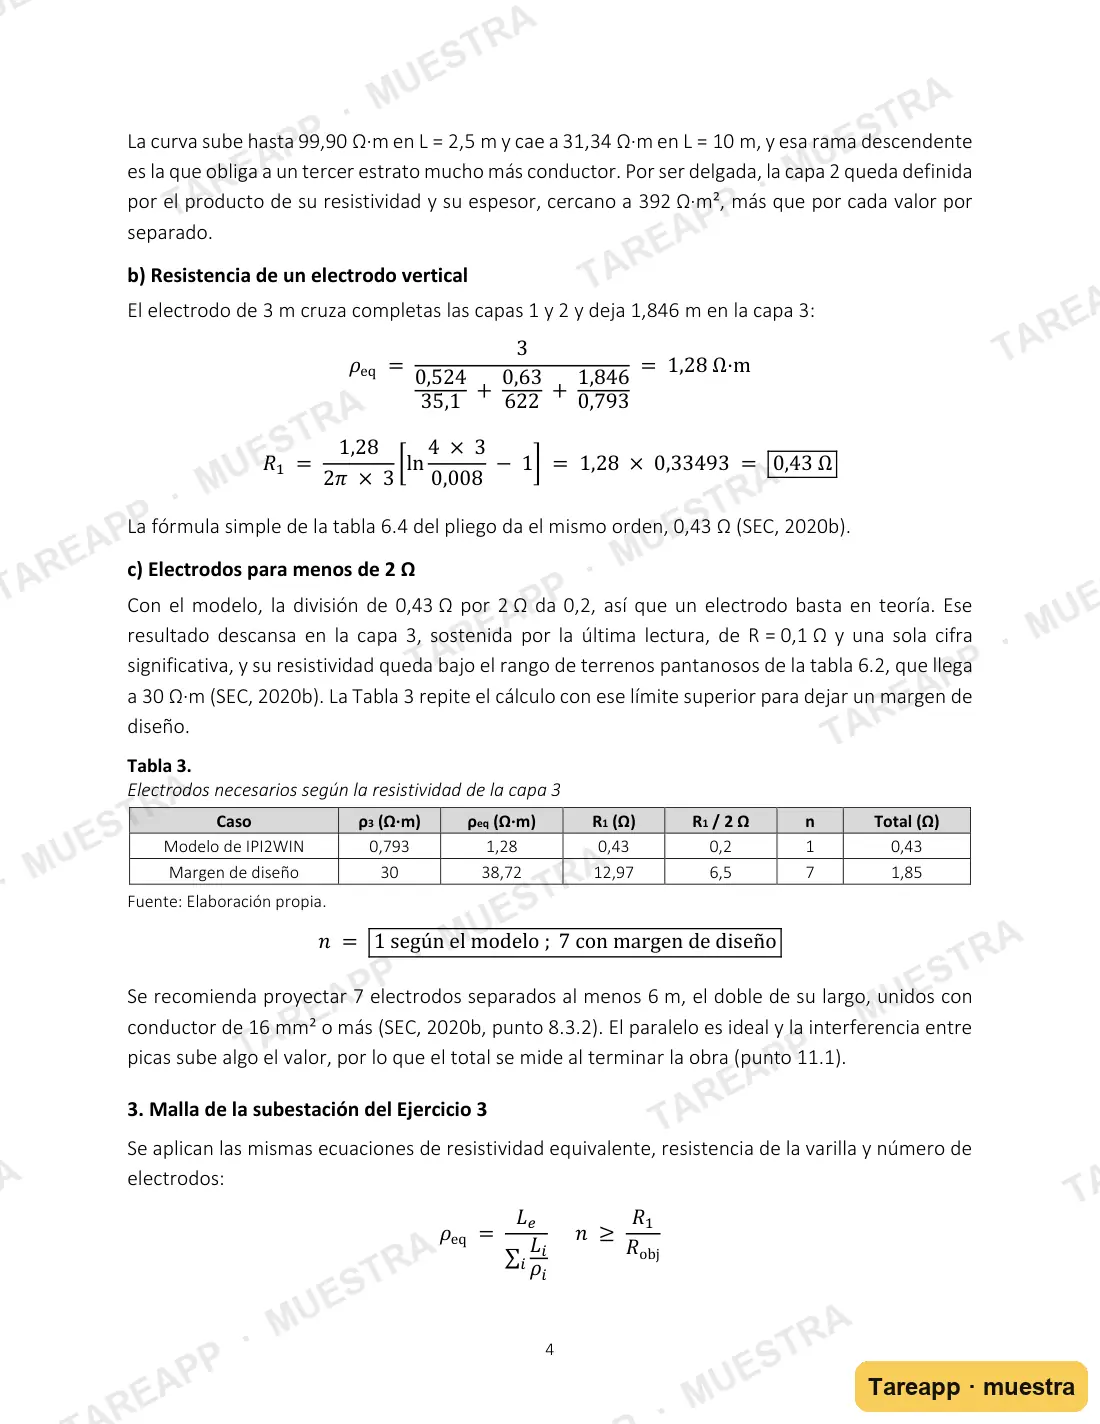 La curva sube hasta 99,90 Ω·m en L = 2,5 m y cae a 31,34 Ω·m en L = 10 m, y esa rama descendente
es la que obliga a un tercer estrato mucho más conductor. Por ser delgada, la capa 2 queda definida
por el producto de su resistividad y su espesor, cercano a 392 Ω·m², más que por cada valor por
separado.
b) Resistencia de un electrodo vertical
El electrodo de 3 m cruza completas las capas 1 y 2 y deja 1,846 m en la capa 3:
ρeq = 3 / (0,524/35,1 + 0,63/622 + 1,846/0,793) = 1,28 Ω·m
R₁ = 1,28 / (2π × 3) [ln (4 × 3)/0,008 − 1] = 1,28 × 0,33493 = 0,43 Ω
La fórmula simple de la tabla 6.4 del pliego da el mismo orden, 0,43 Ω (SEC, 2020b).
c) Electrodos para menos de 2 Ω
Con el modelo, la división de 0,43 Ω por 2 Ω da 0,2, así que un electrodo basta en teoría. Ese
resultado descansa en la capa 3, sostenida por la última lectura, de R = 0,1 Ω y una sola cifra
significativa, y su resistividad queda bajo el rango de terrenos pantanosos de la tabla 6.2, que llega
a 30 Ω·m (SEC, 2020b). La Tabla 3 repite el cálculo con ese límite superior para dejar un margen de
diseño.
Tabla 3.
Electrodos necesarios según la resistividad de la capa 3
Caso ρ₃ (Ω·m) ρeq (Ω·m) R₁ (Ω) R₁ / 2 Ω n Total (Ω)
Modelo de IPI2WIN 0,793 1,28 0,43 0,2 1 0,43
Margen de diseño 30 38,72 12,97 6,5 7 1,85
Fuente: Elaboración propia.
n = 1 según el modelo ; 7 con margen de diseño
Se recomienda proyectar 7 electrodos separados al menos 6 m, el doble de su largo, unidos con
conductor de 16 mm² o más (SEC, 2020b, punto 8.3.2). El paralelo es ideal y la interferencia entre
picas sube algo el valor, por lo que el total se mide al terminar la obra (punto 11.1).
3. Malla de la subestación del Ejercicio 3
Se aplican las mismas ecuaciones de resistividad equivalente, resistencia de la varilla y número de
electrodos:
ρeq = Lₑ / ∑ᵢ Lᵢ/ρᵢ n ≥ R₁ / Robj
4
Tareapp · muestra
TAREAPP · MUESTRA